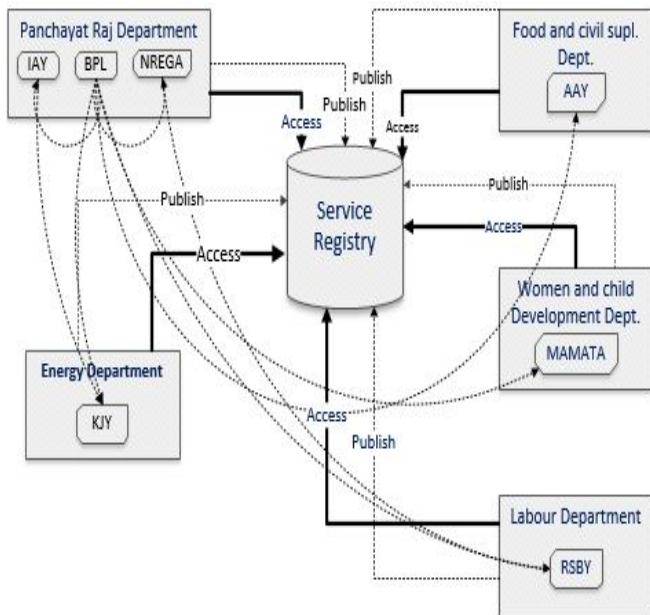 Panchayat Raj Department
IAY
BPL
NREGA
Food and civil supl.
Dept.
AAY
Publish
Publish
Access
Access
Service
Registry
Publish
Publish
Access
Access
Women and child
Development Dept.
MAMATA
Energy Department
KJY
Access
Publish
Labour Department
RSBY